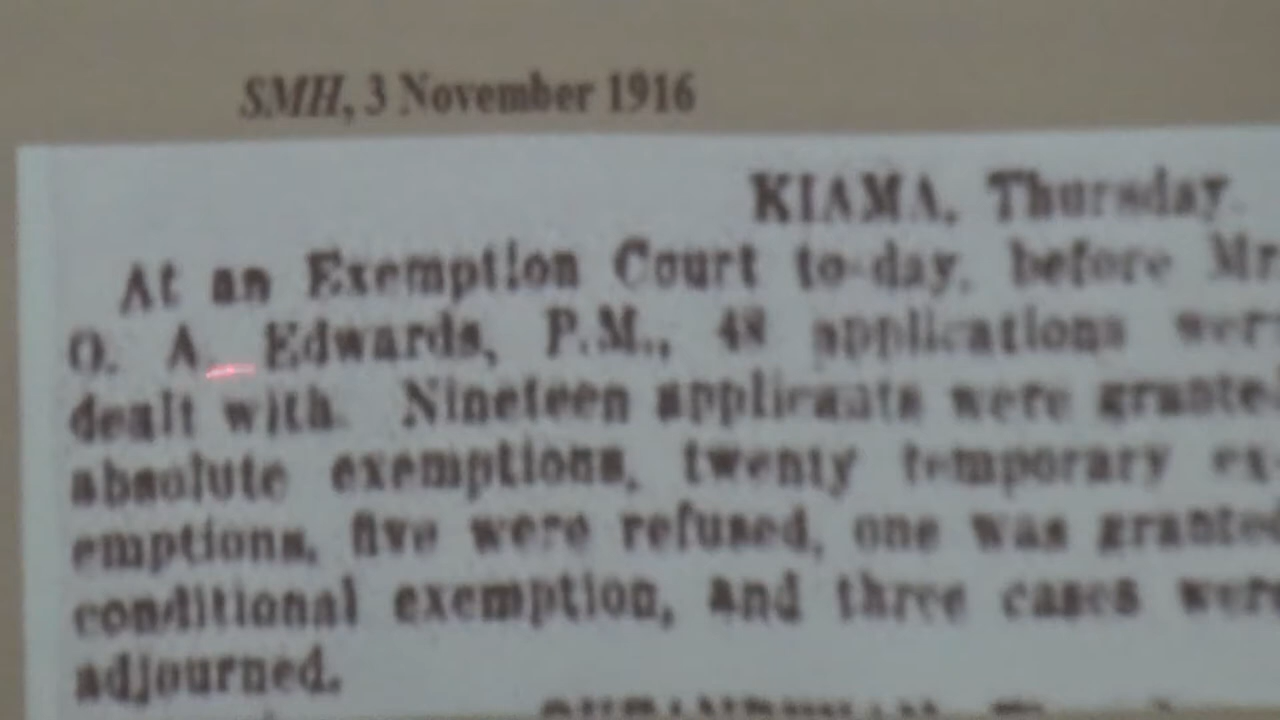 SMH, 3 November 1916
KIAMA, Thursday.
At an Exemption Court to-day, before Mr
O. A. Edwards, P.M., 48 applications wer
dealt with. Nineteen applicants were grante
absolute exemptions, twenty temporary ex-
emptions, five were refused, one was granted
conditional exemption, and three cases were
adjourned.